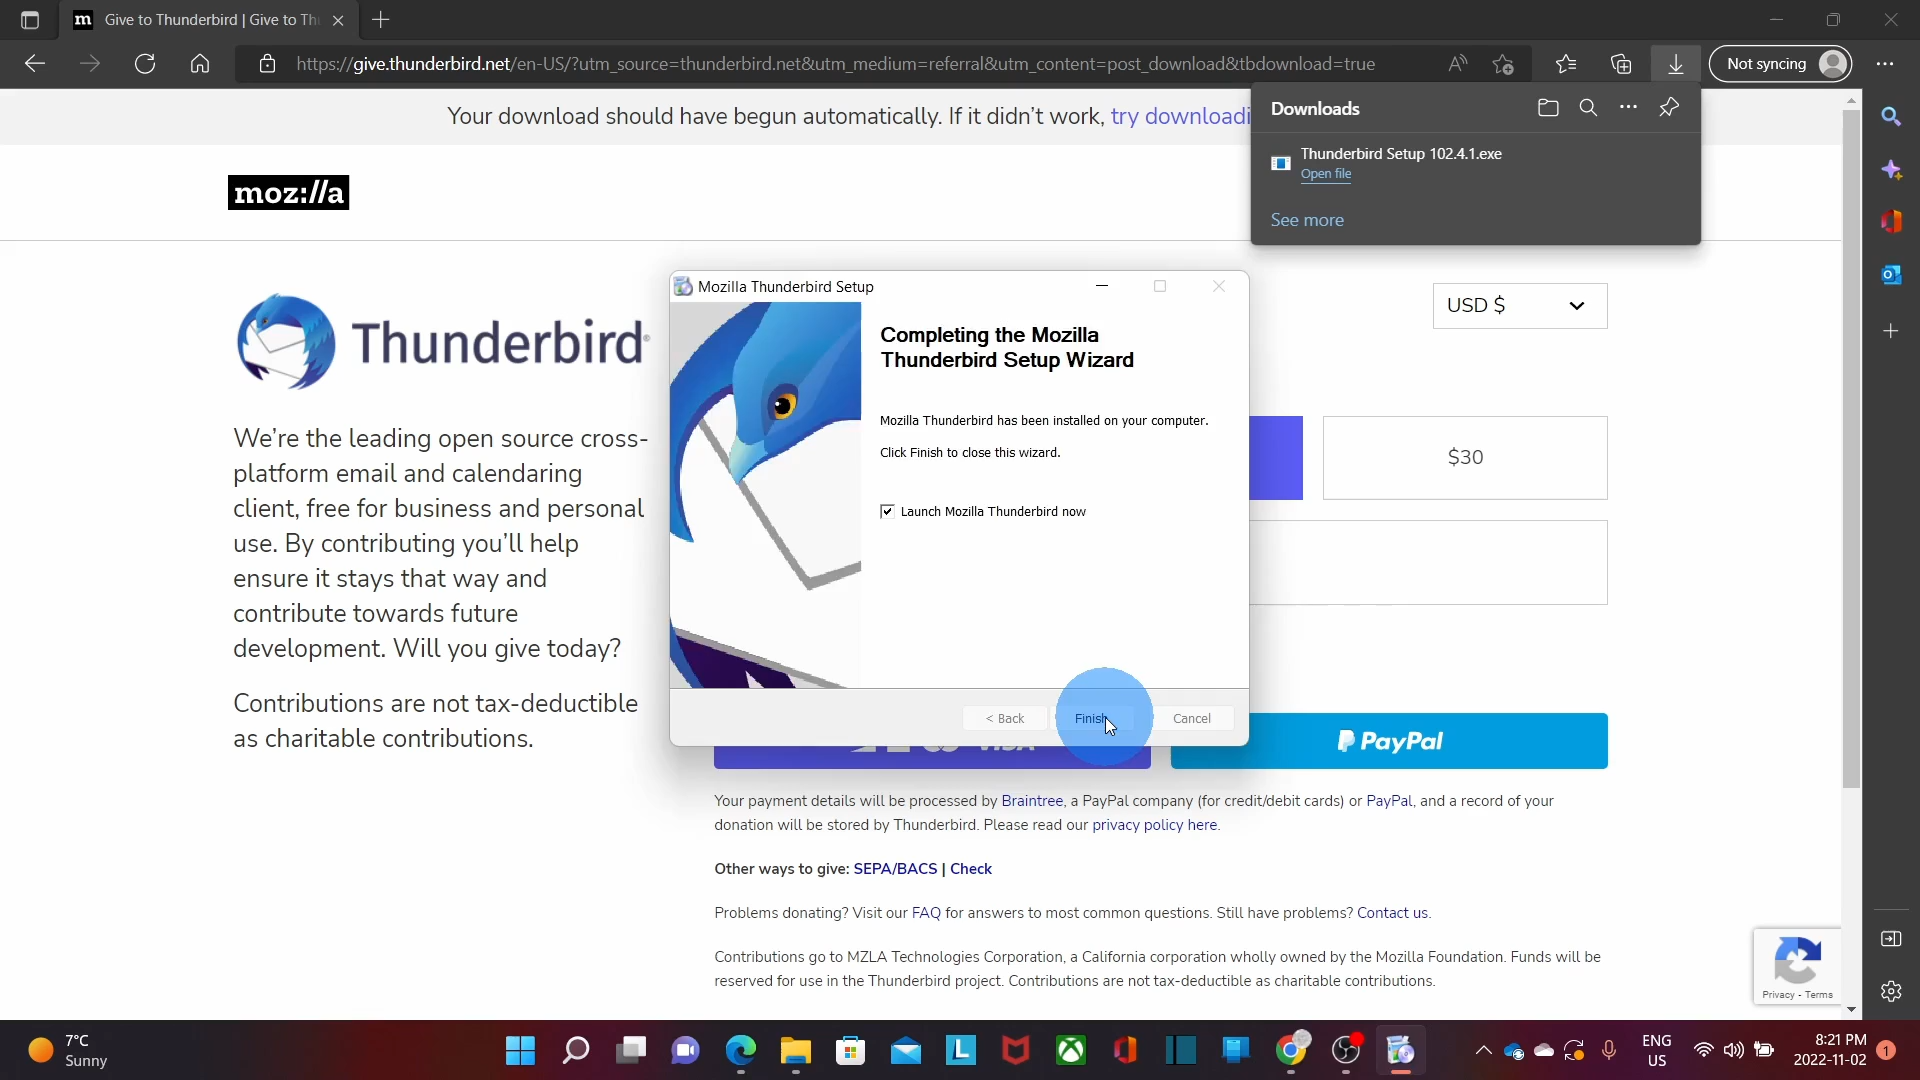 Give to Thunderbird | Give to Th
https://give.thunderbird.net/en-US/?utm_source=thunderbird.net&utm_medium=referral&utm_content=post_download&tbdownload=true
Not syncing
Your download should have begun automatically. If it didn't work, try downloadi
Downloads
Thunderbird Setup 102.4.1.exe
Open file
See more
moz://a
Thunderbird
USD $
We're the leading open source cross-
platform email and calendaring
client, free for business and personal
use. By contributing you'll help
ensure it stays that way and
contribute towards future
development. Will you give today?
Contributions are not tax-deductible
as charitable contributions.
Mozilla Thunderbird Setup
Completing the Mozilla
Thunderbird Setup Wizard
Mozilla Thunderbird has been installed on your computer.
Click Finish to close this wizard.
Launch Mozilla Thunderbird now
< Back
Finish
Cancel
$30
VISA
PayPal
Your payment details will be processed by Braintree, a PayPal company (for credit/debit cards) or PayPal, and a record of your
donation will be stored by Thunderbird. Please read our privacy policy here.
Other ways to give: SEPA/BACS | Check
Problems donating? Visit our FAQ for answers to most common questions. Still have problems? Contact us.
Contributions go to MZLA Technologies Corporation, a California corporation wholly owned by the Mozilla Foundation. Funds will be
reserved for use in the Thunderbird project. Contributions are not tax-deductible as charitable contributions.
Privacy - Terms
7°C
Sunny
ENG
US
8:21 PM
2022-11-02
1